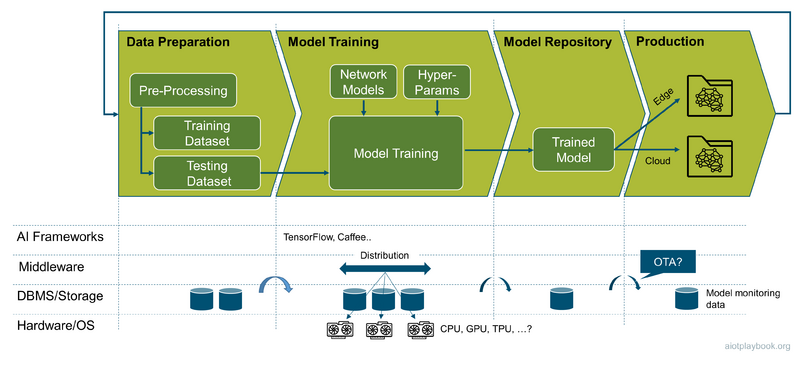 Data Preparation
Model Training
Model Repository
Production
Pre-Processing
Training
Dataset
Testing
Dataset
Network
Models
Hyper-
Params
Model Training
Trained
Model
Edge
Cloud
AI Frameworks
TensorFlow, Caffee..
Middleware
Distribution
OTA?
DBMS/Storage
Model monitoring
data
Hardware/OS
CPU, GPU, TPU, ...?
aiotplaybook.org